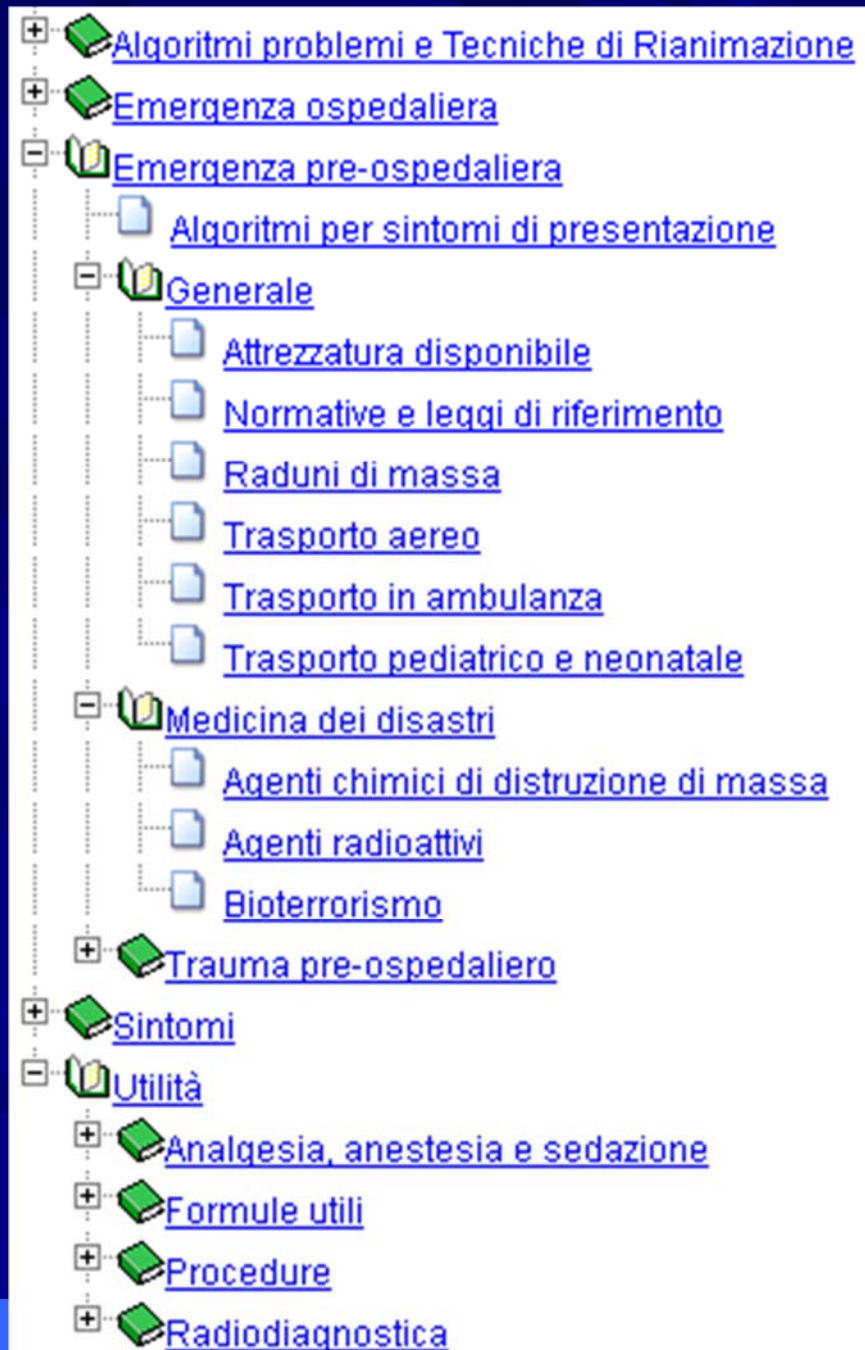 Algoritmi problemi e Tecniche di Rianimazione
Emergenza ospedaliera
Emergenza pre-ospedaliera
Algoritmi per sintomi di presentazione
Generale
Attrezzatura disponibile
Normative e leggi di riferimento
Raduni di massa
Trasporto aereo
Trasporto in ambulanza
Trasporto pediatrico e neonatale
Medicina dei disastri
Agenti chimici di distruzione di massa
Agenti radioattivi
Bioterrorismo
Trauma pre-ospedaliero
Sintomi
Utilità
Analgesia, anestesia e sedazione
Formule utili
Procedure
Radiodiagnostica